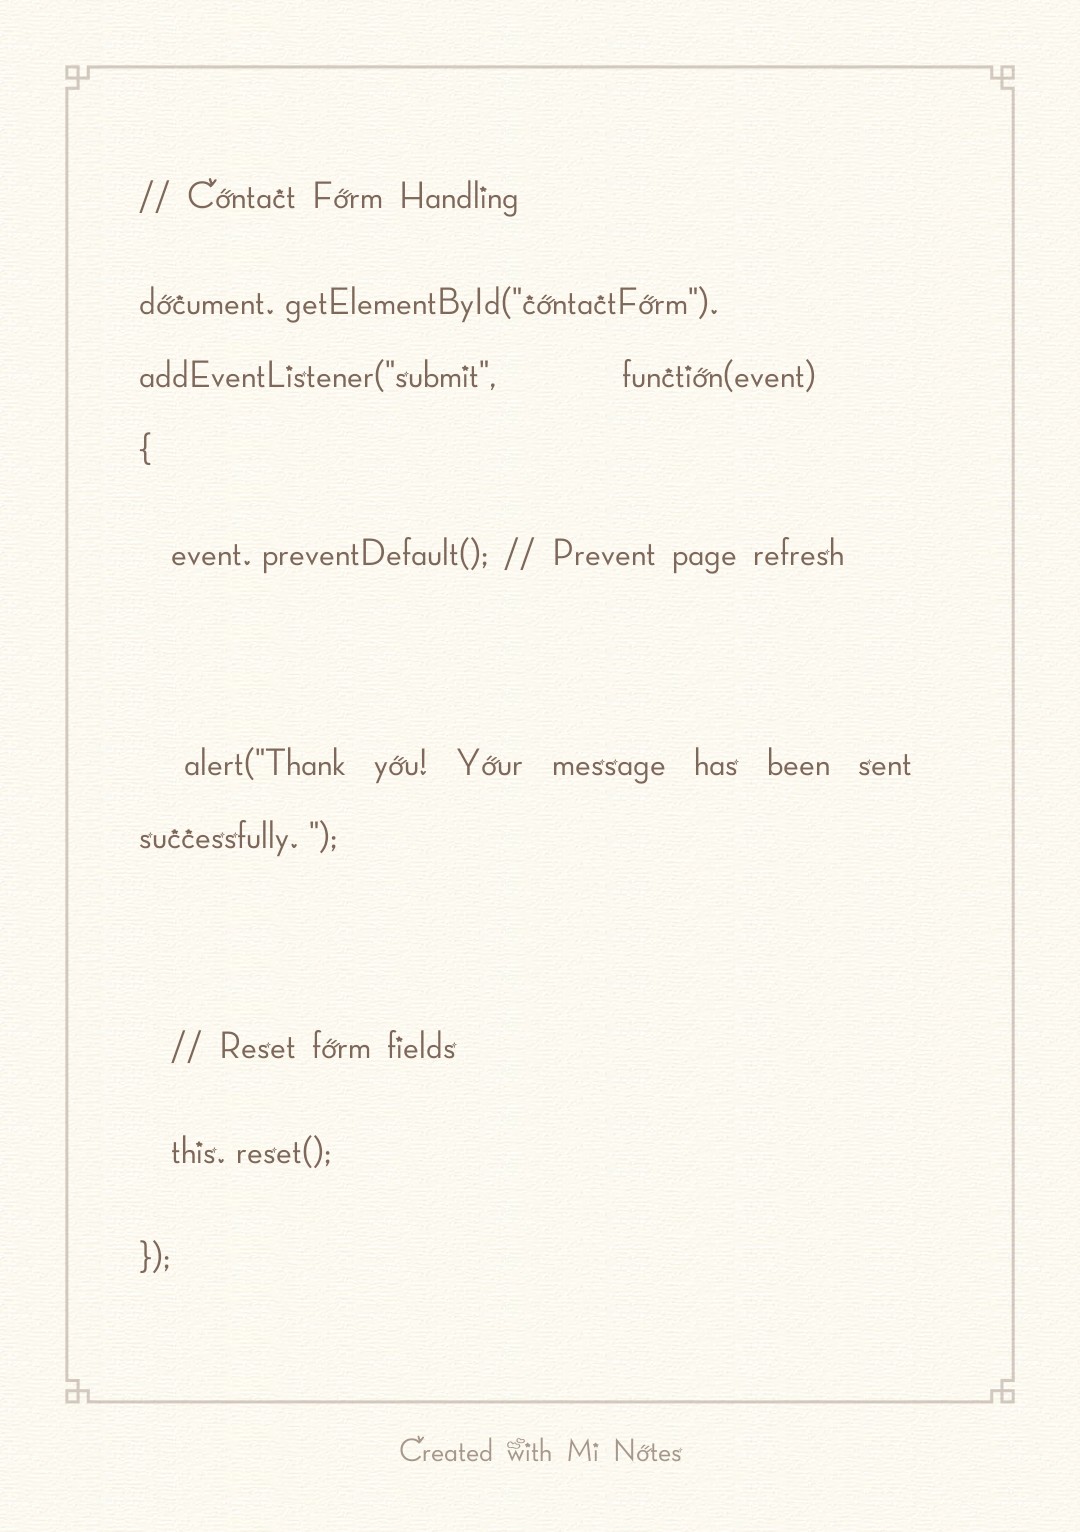 // Contact Form Handling
document. getElementById("contactForm").
addEventListener("submit", function(event)
{
event. preventDefault(); // Prevent page refresh
alert("Thank you! Your message has been sent
successfully. ");
// Reset form fields
this. reset();
});
Created with Mi Notes